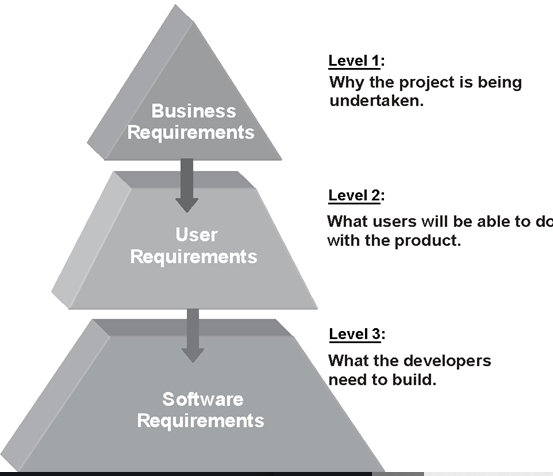 Business
Requirements
Level 1:
Why the project is being
undertaken.
User
Requirements
Level 2:
What users will be able to do
with the product.
Software
Requirements
Level 3:
What the developers
need to build.